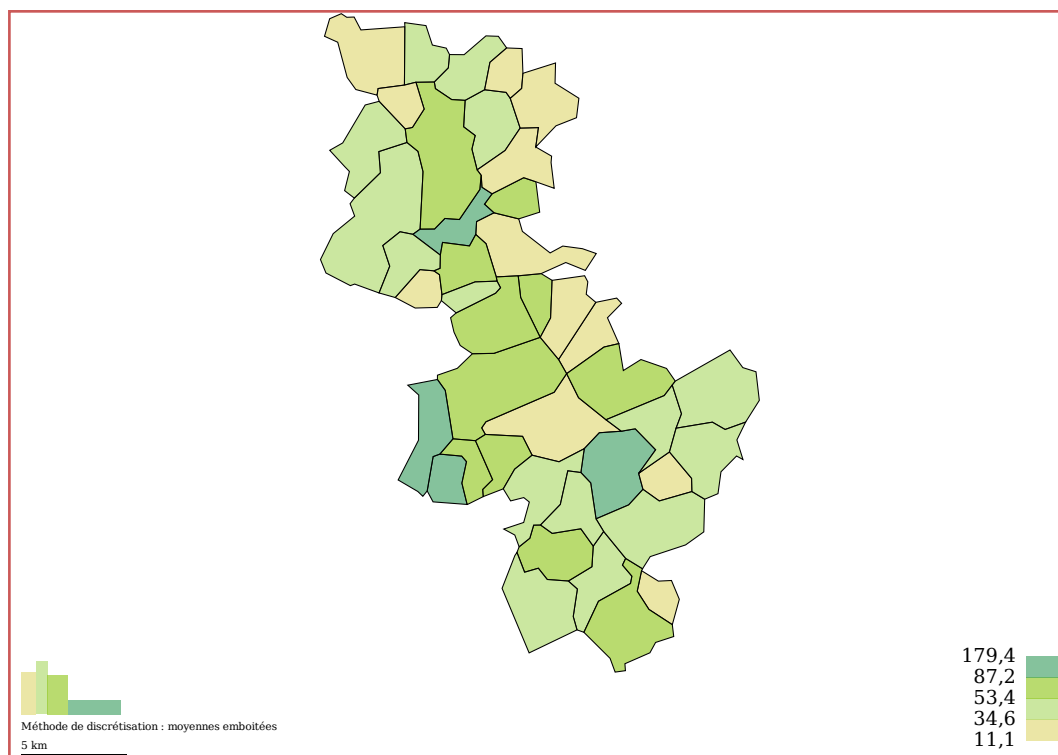 179,4
87,2
53,4
34,6
11,1
Méthode de discrétisation : moyennes emboitées
5 km